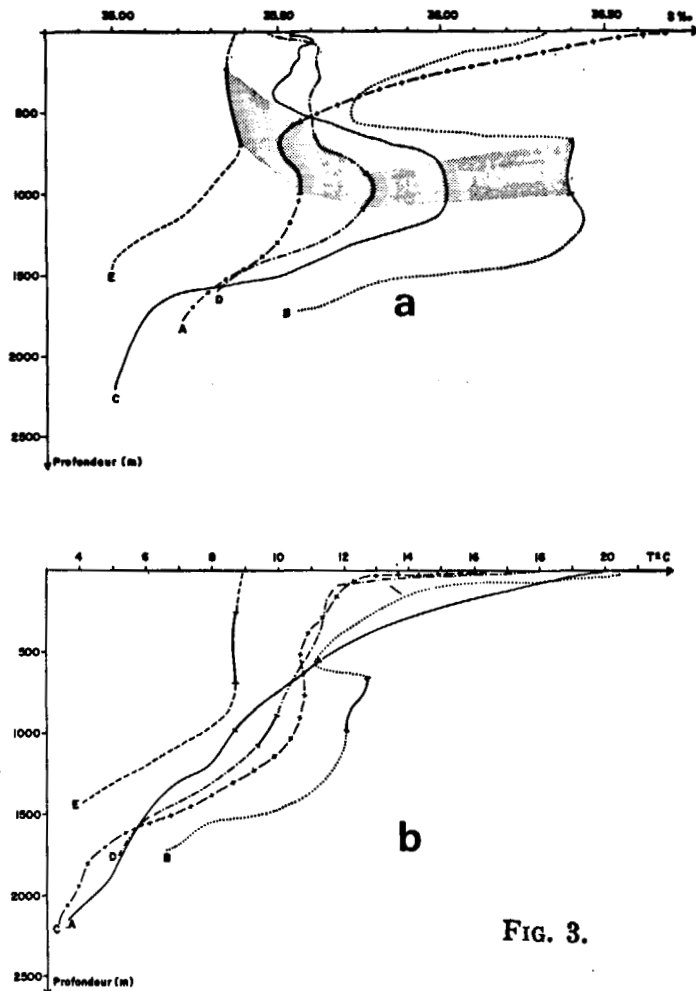 35.00 35.50 36.00 36.50 S ‰
500
1000
1500
E
D
B
a
A
2000
C
2500
Profondeur (m)
4 6 8 10 12 14 16 18 20 T° C
500
1000
1500
E
D
B
b
2000
C A
FIG. 3.
2500
Profondeur (m)